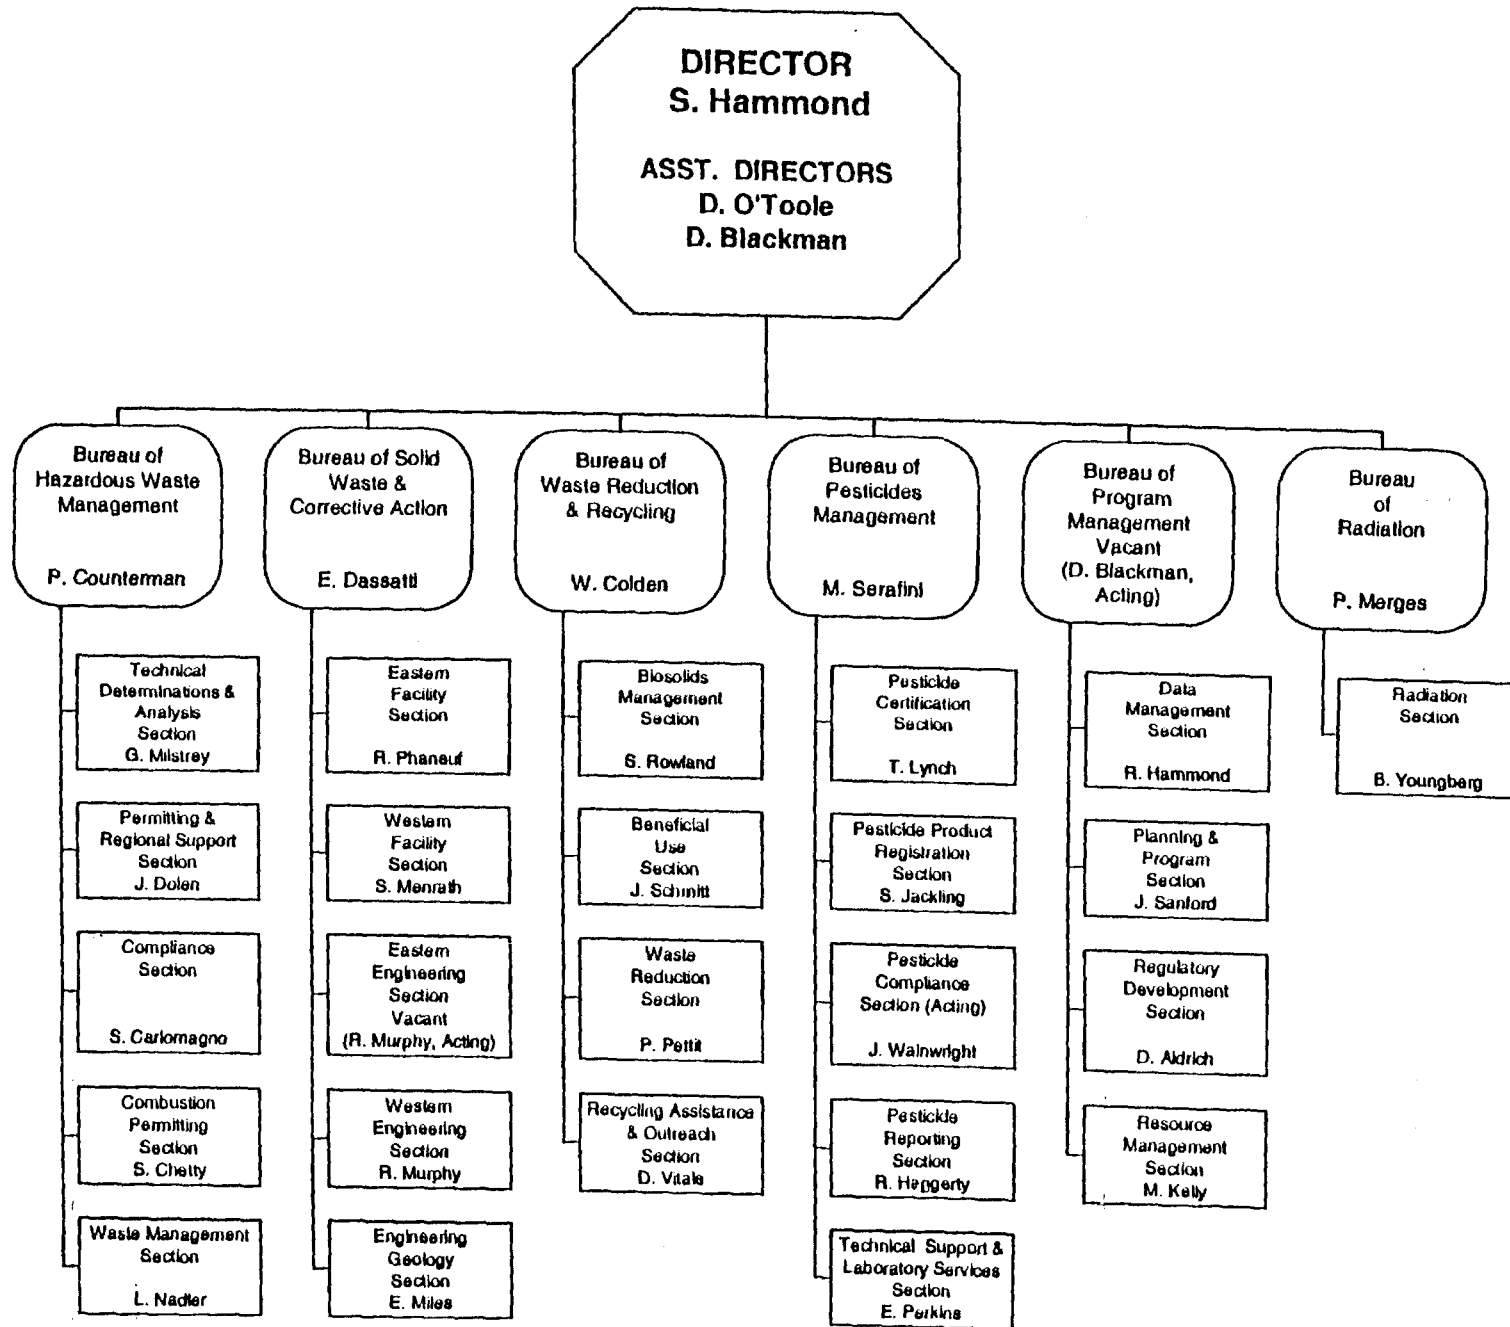 DIRECTOR
S. Hammond
ASST. DIRECTORS
D. O'Toole
D. Blackman
Bureau of
Hazardous Waste
Management
P. Counterman
Bureau of Solid
Waste &
Corrective Action
E. Dassatti
Bureau of
Waste Reduction
& Recycling
W. Colden
Bureau of
Pesticides
Management
M. Serafini
Bureau of
Program
Management
Vacant
(D. Blackman,
Acting)
Bureau
of
Radiation
P. Merges
Technical
Determinations &
Analysis
Section
G. Milstrey
Permitting &
Regional Support
Section
J. Dolen
Compliance
Section
S. Carlomagno
Combustion
Permitting
Section
S. Chetty
Waste Management
Section
L. Nadler
Eastern
Facility
Section
R. Phaneuf
Western
Facility
Section
S. Menrath
Eastern
Engineering
Section
Vacant
(R. Murphy, Acting)
Western
Engineering
Section
R. Murphy
Engineering
Geology
Section
E. Miles
Biosolids
Management
Section
S. Rowland
Beneficial
Use
Section
J. Schmitt
Waste
Reduction
Section
P. Pettit
Recycling Assistance
& Outreach
Section
D. Vitale
Pesticide
Certification
Section
T. Lynch
Pesticide Product
Registration
Section
S. Jackling
Pesticide
Compliance
Section (Acting)
J. Wainwright
Pesticide
Reporting
Section
R. Haggerty
Technical Support &
Laboratory Services
Section
E. Perkins
Data
Management
Section
R. Hammond
Planning &
Program
Section
J. Sanford
Regulatory
Development
Section
D. Aldrich
Resource
Management
Section
M. Kelly
Radiation
Section
B. Youngberg